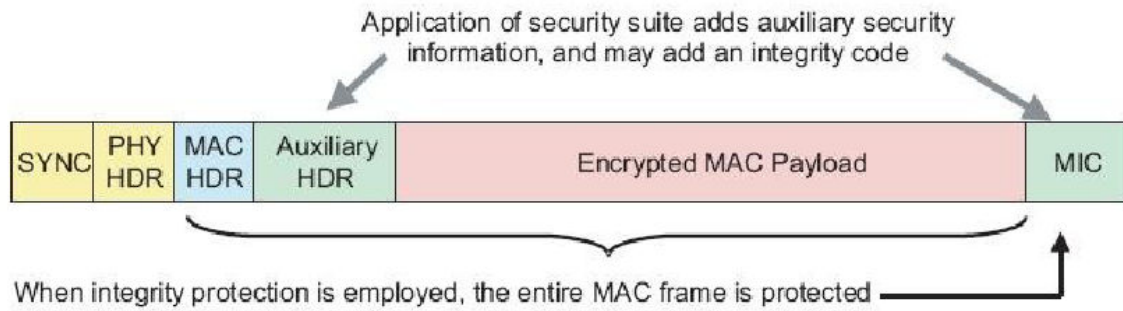 Application of security suite adds auxiliary security
information, and may add an integrity code
SYNC
PHY
HDR
MAC
HDR
Auxiliary
HDR
Encrypted MAC Payload
MIC
When integrity protection is employed, the entire MAC frame is protected